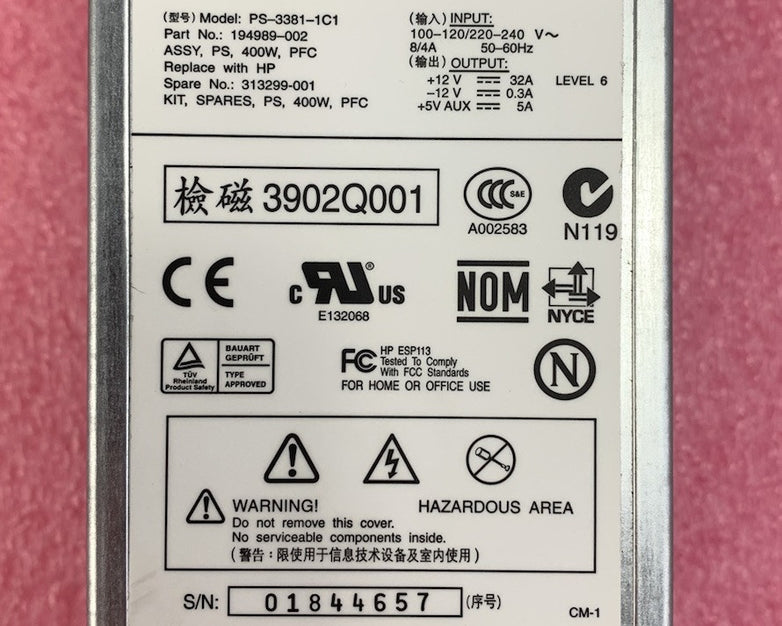 (型号) Model: PS-3381-1C1
Part No.: 194989-002
ASSY, PS, 400W, PFC
Replace with HP
Spare No.: 313299-001
KIT, SPARES, PS, 400W, PFC
(输入) INPUT:
100-120/220-240 V~
8/4A 50-60Hz
(输出) OUTPUT:
+12 V 32A LEVEL 6
-12 V 0.3A
+5V AUX 5A
檢磁 3902Q001
CCC S&E
A002583
N119
CE
c RU US
E132068
NOM
NYCE
TÜV
Rheinland
Product Safety
BAUART
GEPRÜFT
TYPE
APPROVED
FC HP ESP113
Tested To Comply
With FCC Standards
FOR HOME OR OFFICE USE
N
WARNING! HAZARDOUS AREA
Do not remove this cover.
No serviceable components inside.
(警告：限使用于信息技术设备及室内使用)
S/N: 01844657 (序号)
CM-1